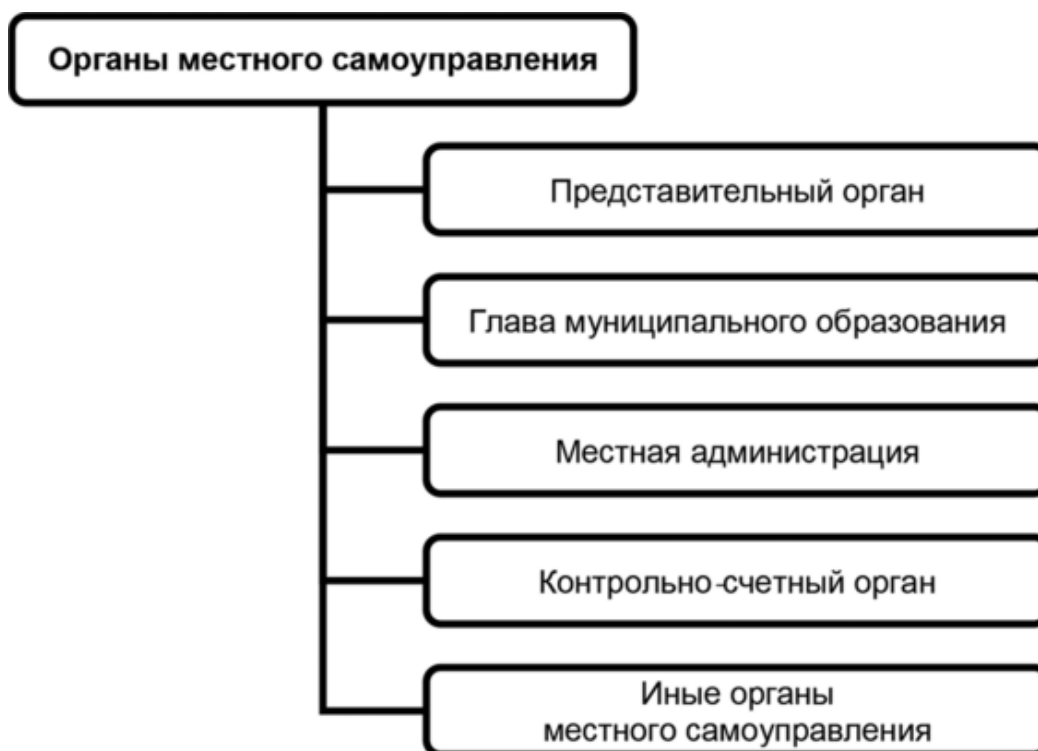 Органы местного самоуправления
Представительный орган
Глава муниципального образования
Местная администрация
Контрольно-счетный орган
Иные органы
местного самоуправления